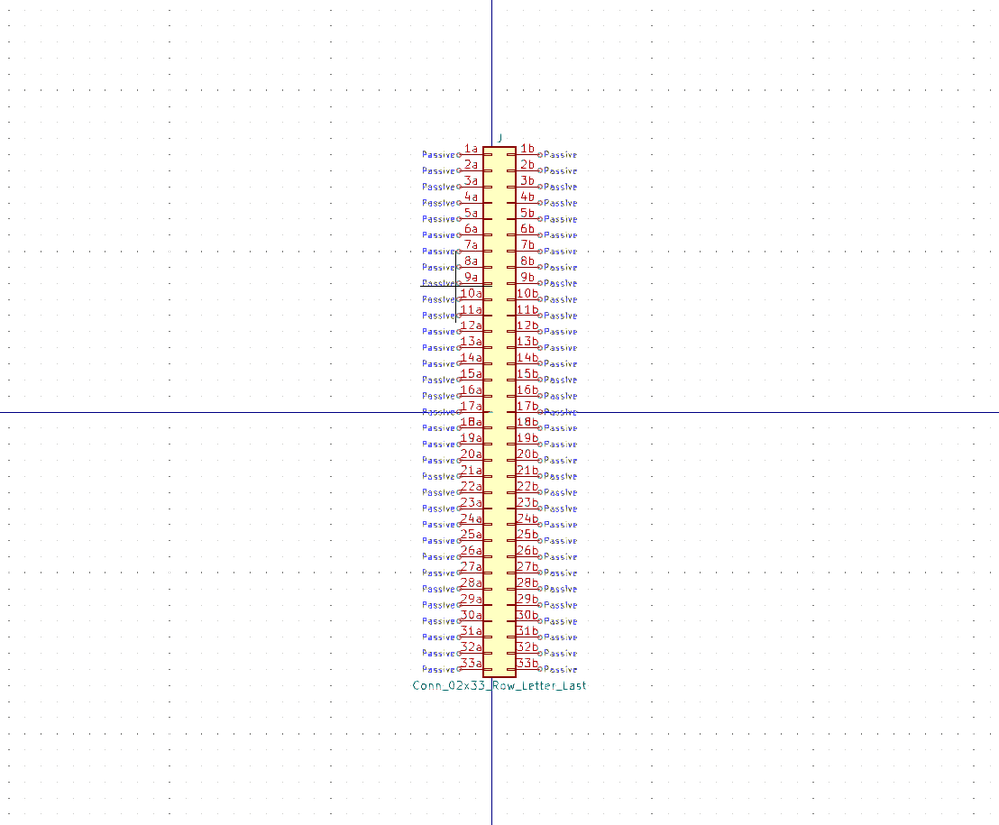 J
Passive 1a 1b Passive
Passive 2a 2b Passive
Passive 3a 3b Passive
Passive 4a 4b Passive
Passive 5a 5b Passive
Passive 6a 6b Passive
Passive 7a 7b Passive
Passive 8a 8b Passive
Passive 9a 9b Passive
Passive 10a 10b Passive
Passive 11a 11b Passive
Passive 12a 12b Passive
Passive 13a 13b Passive
Passive 14a 14b Passive
Passive 15a 15b Passive
Passive 16a 16b Passive
Passive 17a 17b Passive
Passive 18a 18b Passive
Passive 19a 19b Passive
Passive 20a 20b Passive
Passive 21a 21b Passive
Passive 22a 22b Passive
Passive 23a 23b Passive
Passive 24a 24b Passive
Passive 25a 25b Passive
Passive 26a 26b Passive
Passive 27a 27b Passive
Passive 28a 28b Passive
Passive 29a 29b Passive
Passive 30a 30b Passive
Passive 31a 31b Passive
Passive 32a 32b Passive
Passive 33a 33b Passive
Conn_02x33_Row_Letter_Last